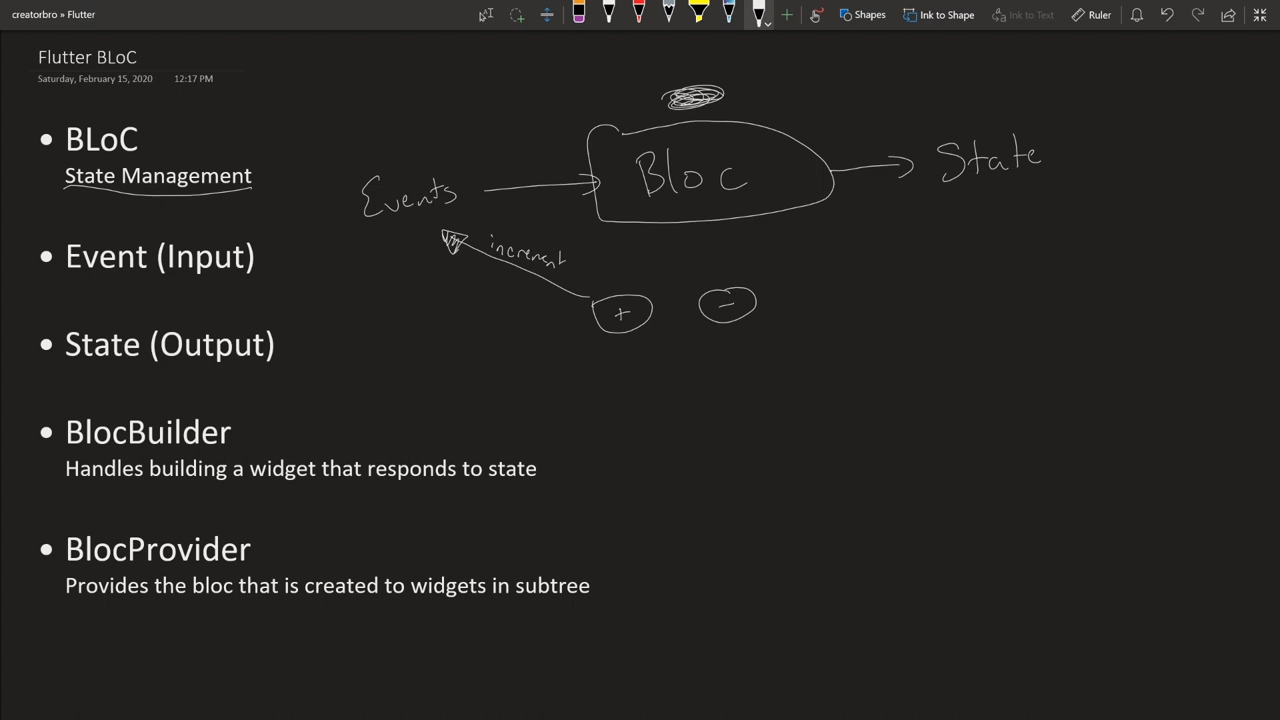 creatorbro » Flutter
Shapes
Ink to Shape
Ink to Text
Ruler
Flutter BLoC
Saturday, February 15, 2020 12:17 PM
• BLoC
State Management
• Event (Input)
• State (Output)
• BlocBuilder
Handles building a widget that responds to state
• BlocProvider
Provides the bloc that is created to widgets in subtree
Events
Bloc
State
increment
+
−